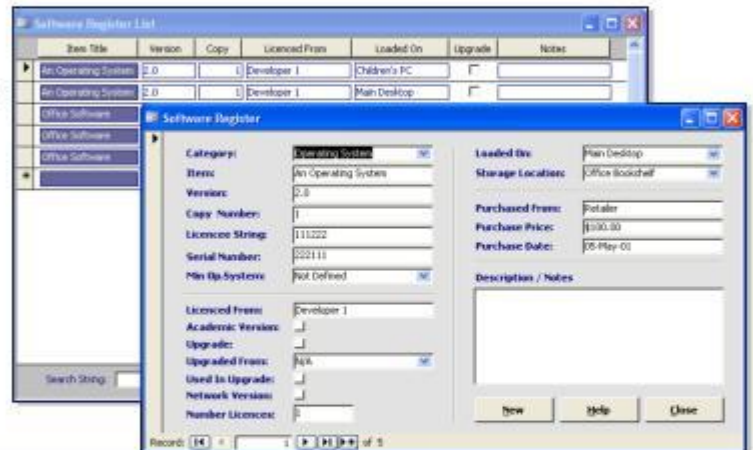 Software Register List
Item Title Version Copy Licenced From Loaded On Upgrade Notes
An Operating System 2.0 1 Developer 1 Children's PC
An Operating System 2.0 1 Developer 1 Main Desktop
Office Software
Office Software
Office Software
Search String:
Software Register
Category: Operating System
Item: An Operating System
Version: 2.0
Copy Number: 1
Licencee String: 111222
Serial Number: 222111
Min Op.System: Not Defined
Licenced From: Developer 1
Academic Version:
Upgrade:
Upgraded From: N/A
Used In Upgrade:
Network Version:
Number Licences: 1
Loaded On: Main Desktop
Storage Location: Office Bookshelf
Purchased From: Retailer
Purchase Price: $100.00
Purchase Date: 05-May-01
Description / Notes
New Help Close
Record: 1 of 5